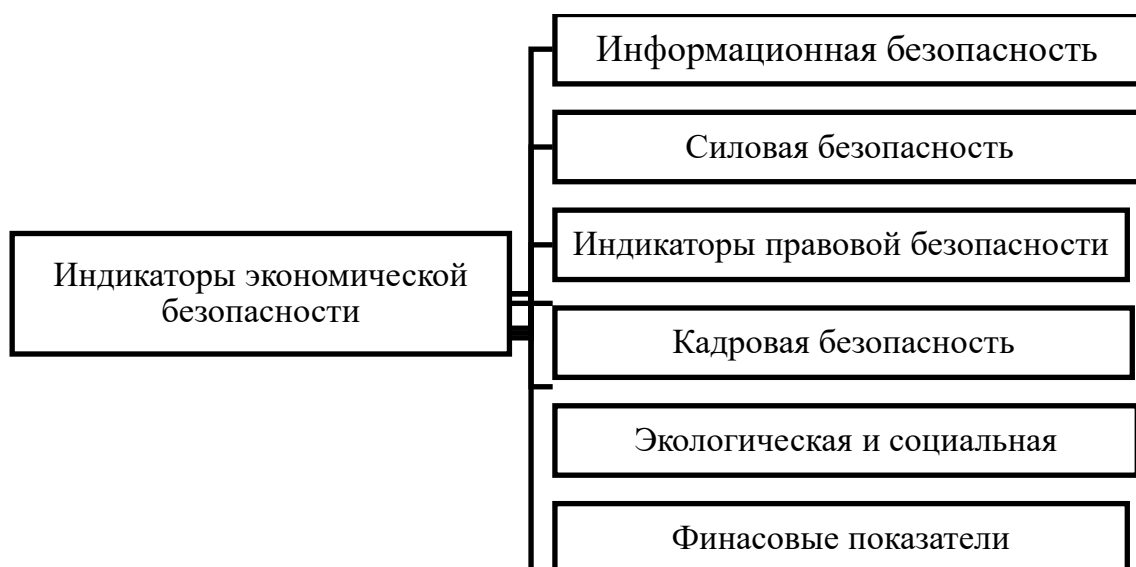 Информационная безопасность
Силовая безопасность
Индикаторы правовой безопасности
Индикаторы экономической
безопасности
Кадровая безопасность
Экологическая и социальная
Финасовые показатели